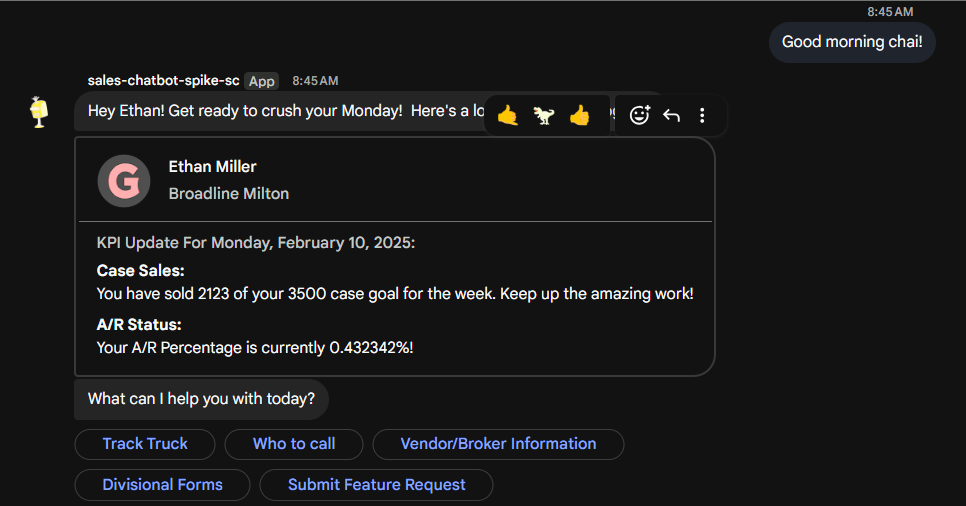 8:45 AM
Good morning chai!
sales-chatbot-spike-sc App 8:45 AM
Hey Ethan! Get ready to crush your Monday! Here's a
G
Ethan Miller
Broadline Milton
KPI Update For Monday, February 10, 2025:
Case Sales:
You have sold 2123 of your 3500 case goal for the week. Keep up the amazing work!
A/R Status:
Your A/R Percentage is currently 0.432342%!
What can I help you with today?
Track Truck Who to call Vendor/Broker Information
Divisional Forms Submit Feature Request